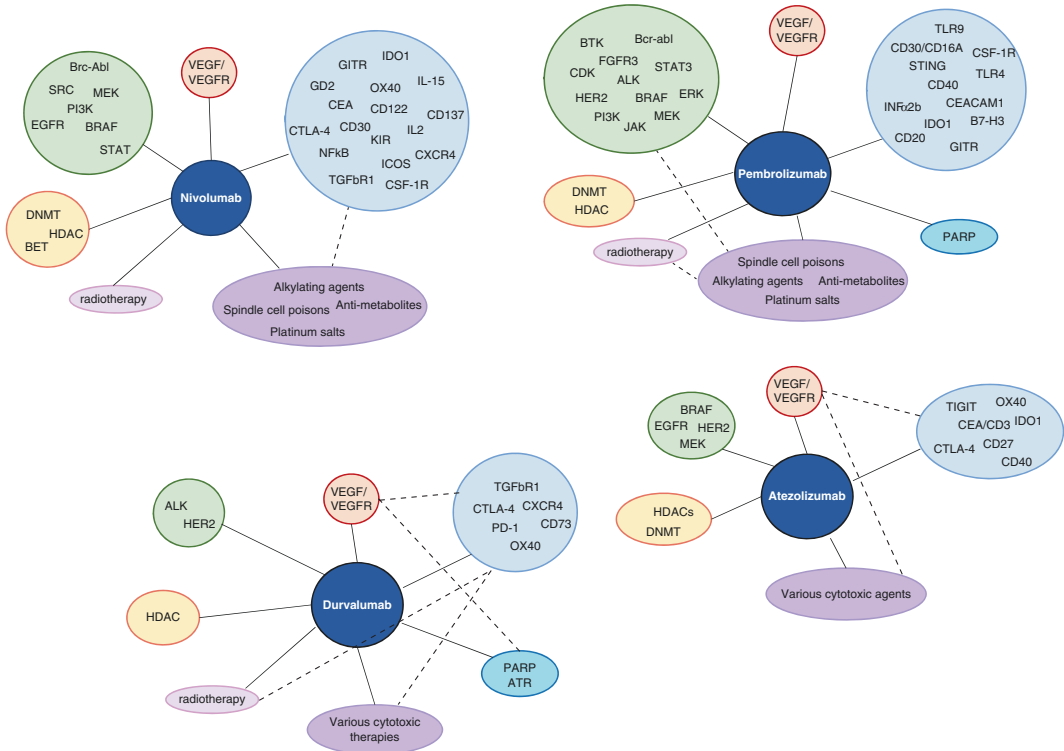 Brc-Abl
SRC
MEK
PI3K
EGFR
BRAF
STAT
VEGF/
VEGFR
IDO1
GITR
GD2
OX40
IL-15
CEA
CD122
CD137
CTLA-4
CD30
IL2
KIR
NFkB
ICOS
CXCR4
TGFbR1
CSF-1R
Nivolumab
DNMT
HDAC
BET
radiotherapy
Alkylating agents
Spindle cell poisons
Anti-metabolites
Platinum salts
BTK
Bcr-abl
FGFR3
CDK
STAT3
ALK
HER2
BRAF
ERK
PI3K
MEK
JAK
VEGF/
VEGFR
TLR9
CD30/CD16A
CSF-1R
STING
TLR4
CD40
INRα2b
CEACAM1
IDO1
B7-H3
CD20
GITR
Pembrolizumab
DNMT
HDAC
radiotherapy
PARP
Spindle cell poisons
Alkylating agents
Anti-metabolites
Platinum salts
ALK
HER2
VEGF/
VEGFR
TGFbR1
CTLA-4
CXCR4
PD-1
CD73
OX40
Durvalumab
HDAC
radiotherapy
PARP
ATR
Various cytotoxic
therapies
BRAF
EGFR
HER2
MEK
VEGF/
VEGFR
TIGIT
OX40
CEA/CD3
IDO1
CTLA-4
CD27
CD40
Atezolizumab
HDACs
DNMT
Various cytotoxic agents